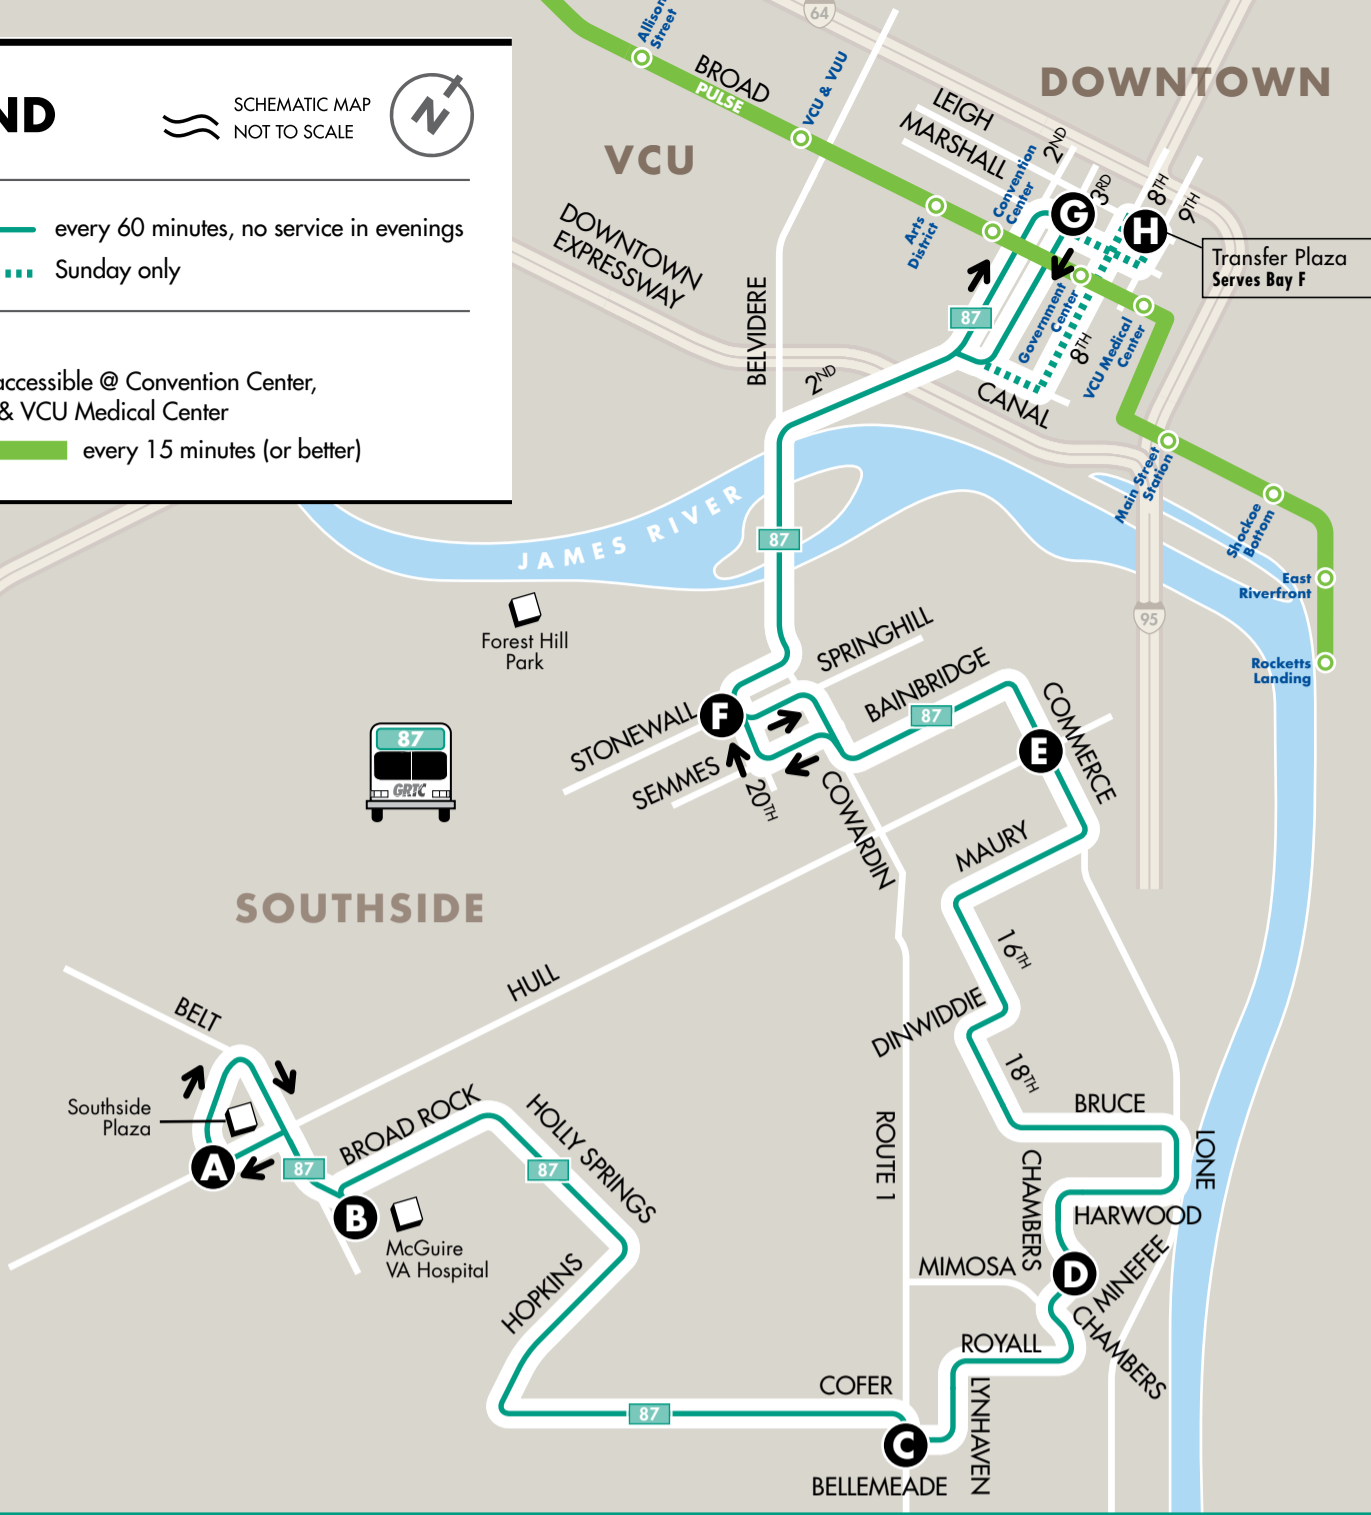 ND
SCHEMATIC MAP
NOT TO SCALE
N
every 60 minutes, no service in evenings
Sunday only
accessible @ Convention Center,
& VCU Medical Center
every 15 minutes (or better)
64
Allison
Street
BROAD
PULSE
VCU & VUU
DOWNTOWN
VCU
LEIGH
MARSHALL
2ND
3RD
8TH
9TH
Convention
Center
Arts
District
G
H
Transfer Plaza
Serves Bay F
DOWNTOWN
EXPRESSWAY
BELVIDERE
87
Government
Center
8TH
VCU Medical
Center
2ND
CANAL
Main Street
Station
Shockoe
Bottom
East
Riverfront
Rocketts
Landing
JAMES RIVER
87
95
Forest Hill
Park
SPRINGHILL
BAINBRIDGE
87
COMMERCE
STONEWALL
F
SEMMES
20TH
COWARDIN
E
87
GRTC
MAURY
SOUTHSIDE
16TH
HULL
DINWIDDIE
18TH
BELT
Southside
Plaza
A
87
BROAD ROCK
HOLLY SPRINGS
87
B
McGuire
VA Hospital
HOPKINS
ROUTE 1
BRUCE
LONE
CHAMBERS
HARWOOD
MIMOSA
D
MINEFEE
CHAMBERS
ROYALL
COFER
87
LYNHAVEN
C
BELLEMEADE